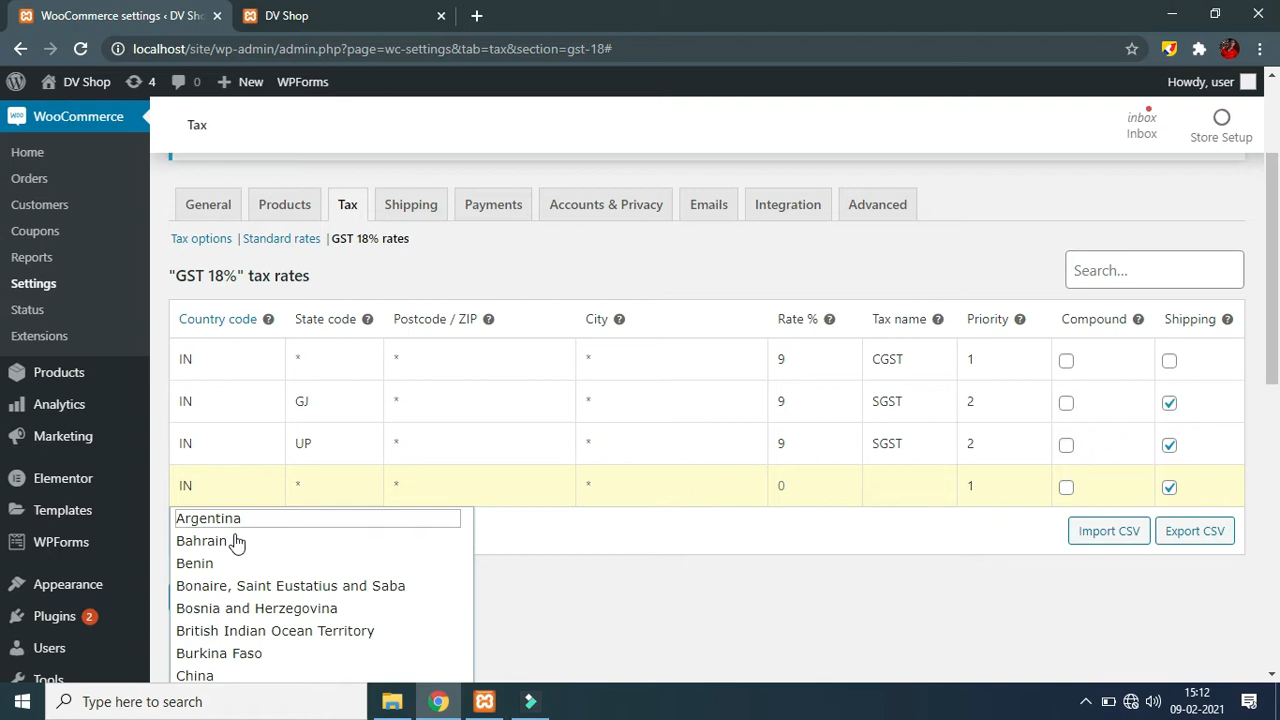 WooCommerce settings ‹ DV Sho
DV Shop
localhost/site/wp-admin/admin.php?page=wc-settings&tab=tax&section=gst-18#
DV Shop
4
0
New
WPForms
Howdy, user
WooCommerce
Home
Orders
Customers
Coupons
Reports
Settings
Status
Extensions
Products
Analytics
Marketing
Elementor
Templates
WPForms
Appearance
Plugins 2
Users
Tools
Tax
inbox
Inbox
Store Setup
General
Products
Tax
Shipping
Payments
Accounts & Privacy
Emails
Integration
Advanced
Tax options | Standard rates | GST 18% rates
"GST 18%" tax rates
Search...
Country code ? State code ? Postcode / ZIP ? City ? Rate % ? Tax name ? Priority ? Compound ? Shipping ?
IN * * * 9 CGST 1
IN GJ * * 9 SGST 2
IN UP * * 9 SGST 2
IN * * * 0 1
Argentina
Bahrain
Benin
Bonaire, Saint Eustatius and Saba
Bosnia and Herzegovina
British Indian Ocean Territory
Burkina Faso
China
Import CSV
Export CSV
Type here to search
15:12
09-02-2021